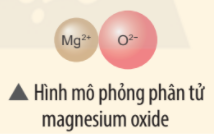 Mg²⁺ O²⁻
▲ Hình mô phỏng phân tử
magnesium oxide